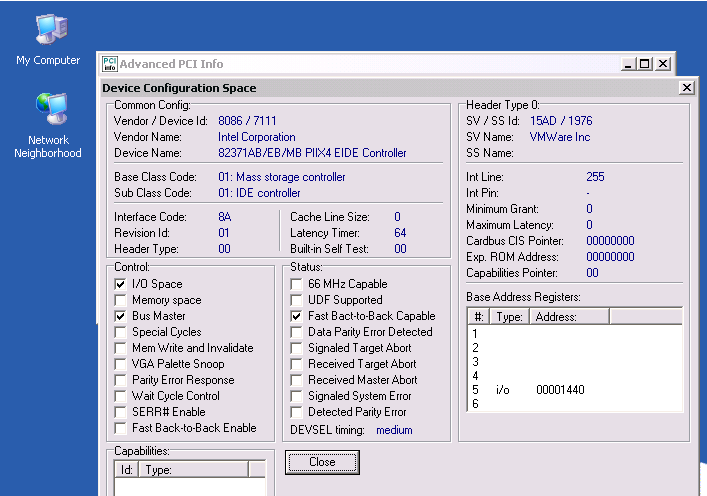 My Computer
Network
Neighborhood
PCI
info
Advanced PCI Info
Device Configuration Space
Common Config:
Vendor / Device Id: 8086 / 7111
Vendor Name: Intel Corporation
Device Name: 82371AB/EB/MB PIIX4 EIDE Controller
Base Class Code: 01: Mass storage controller
Sub Class Code: 01: IDE controller
Interface Code: 8A Cache Line Size: 0
Revision Id: 01 Latency Timer: 64
Header Type: 00 Built-in Self Test: 00
Header Type 0:
SV / SS Id: 15AD / 1976
SV Name: VMWare Inc
SS Name:
Int Line: 255
Int Pin: -
Minimum Grant: 0
Maximum Latency: 0
Cardbus CIS Pointer: 00000000
Exp. ROM Address: 00000000
Capabilities Pointer: 00
Control:
I/O Space
Memory space
Bus Master
Special Cycles
Mem Write and Invalidate
VGA Palette Snoop
Parity Error Response
Wait Cycle Control
SERR# Enable
Fast Back-to-Back Enable
Status:
66 MHz Capable
UDF Supported
Fast Bact-to-Back Capable
Data Parity Error Detected
Signaled Target Abort
Received Target Abort
Received Master Abort
Signaled System Error
Detected Parity Error
DEVSEL timing: medium
Base Address Registers:
#: Type: Address:
1
2
3
4
5 i/o 00001440
6
Capabilities:
Id: Type:
Close